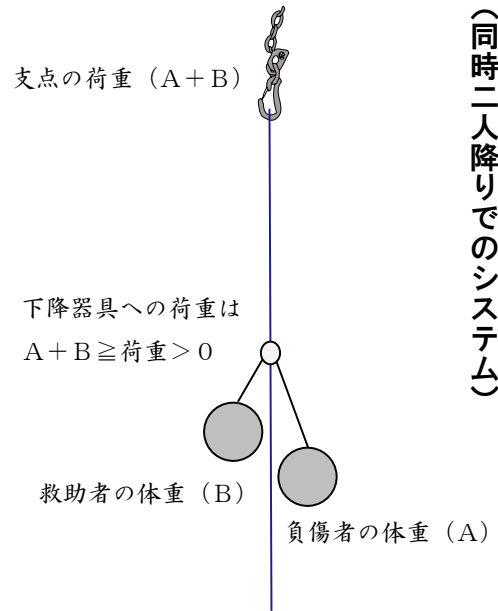 （同時二人降りでのシステム）
支点の荷重（Ａ＋Ｂ）
下降器具への荷重は
Ａ＋Ｂ≧荷重＞０
救助者の体重（Ｂ）
負傷者の体重（Ａ）